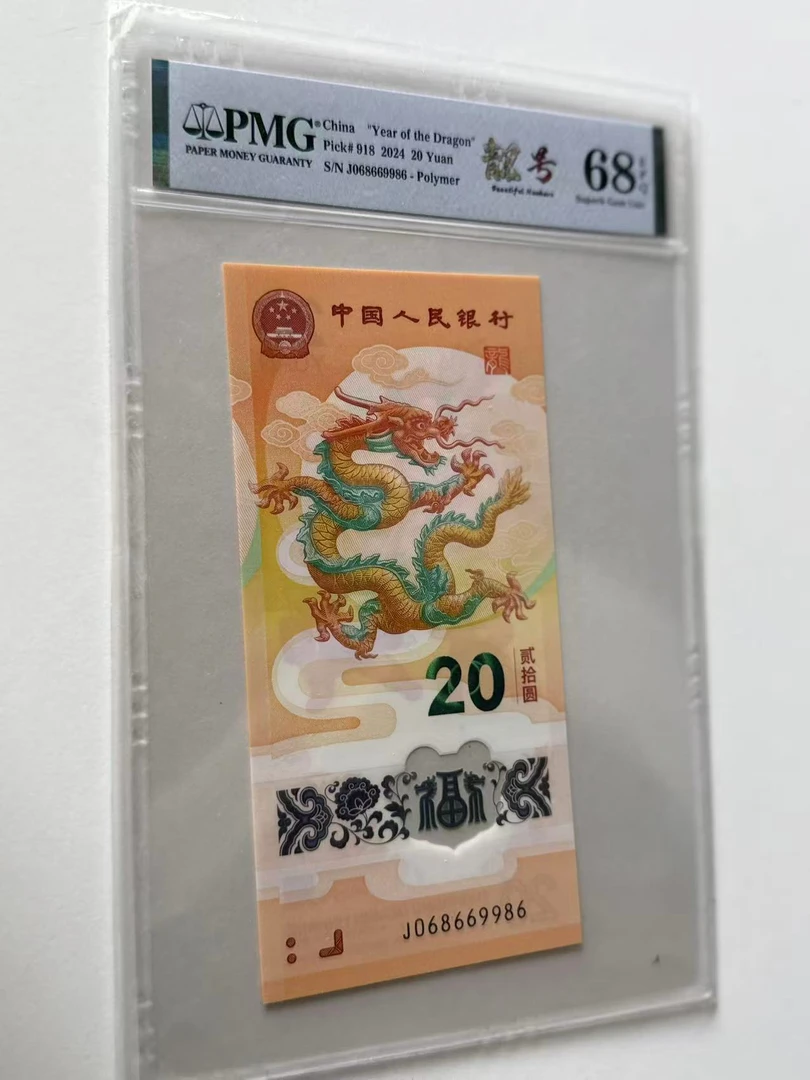 PMG
PAPER MONEY GUARANTY
China "Year of the Dragon"
Pick# 918 2024 20 Yuan
S/N J068669986 - Polymer
靓号
Beautiful Numbers
68 EPQ
Superb Gem Unc
中国人民银行
20
贰拾圆
福
J068669986